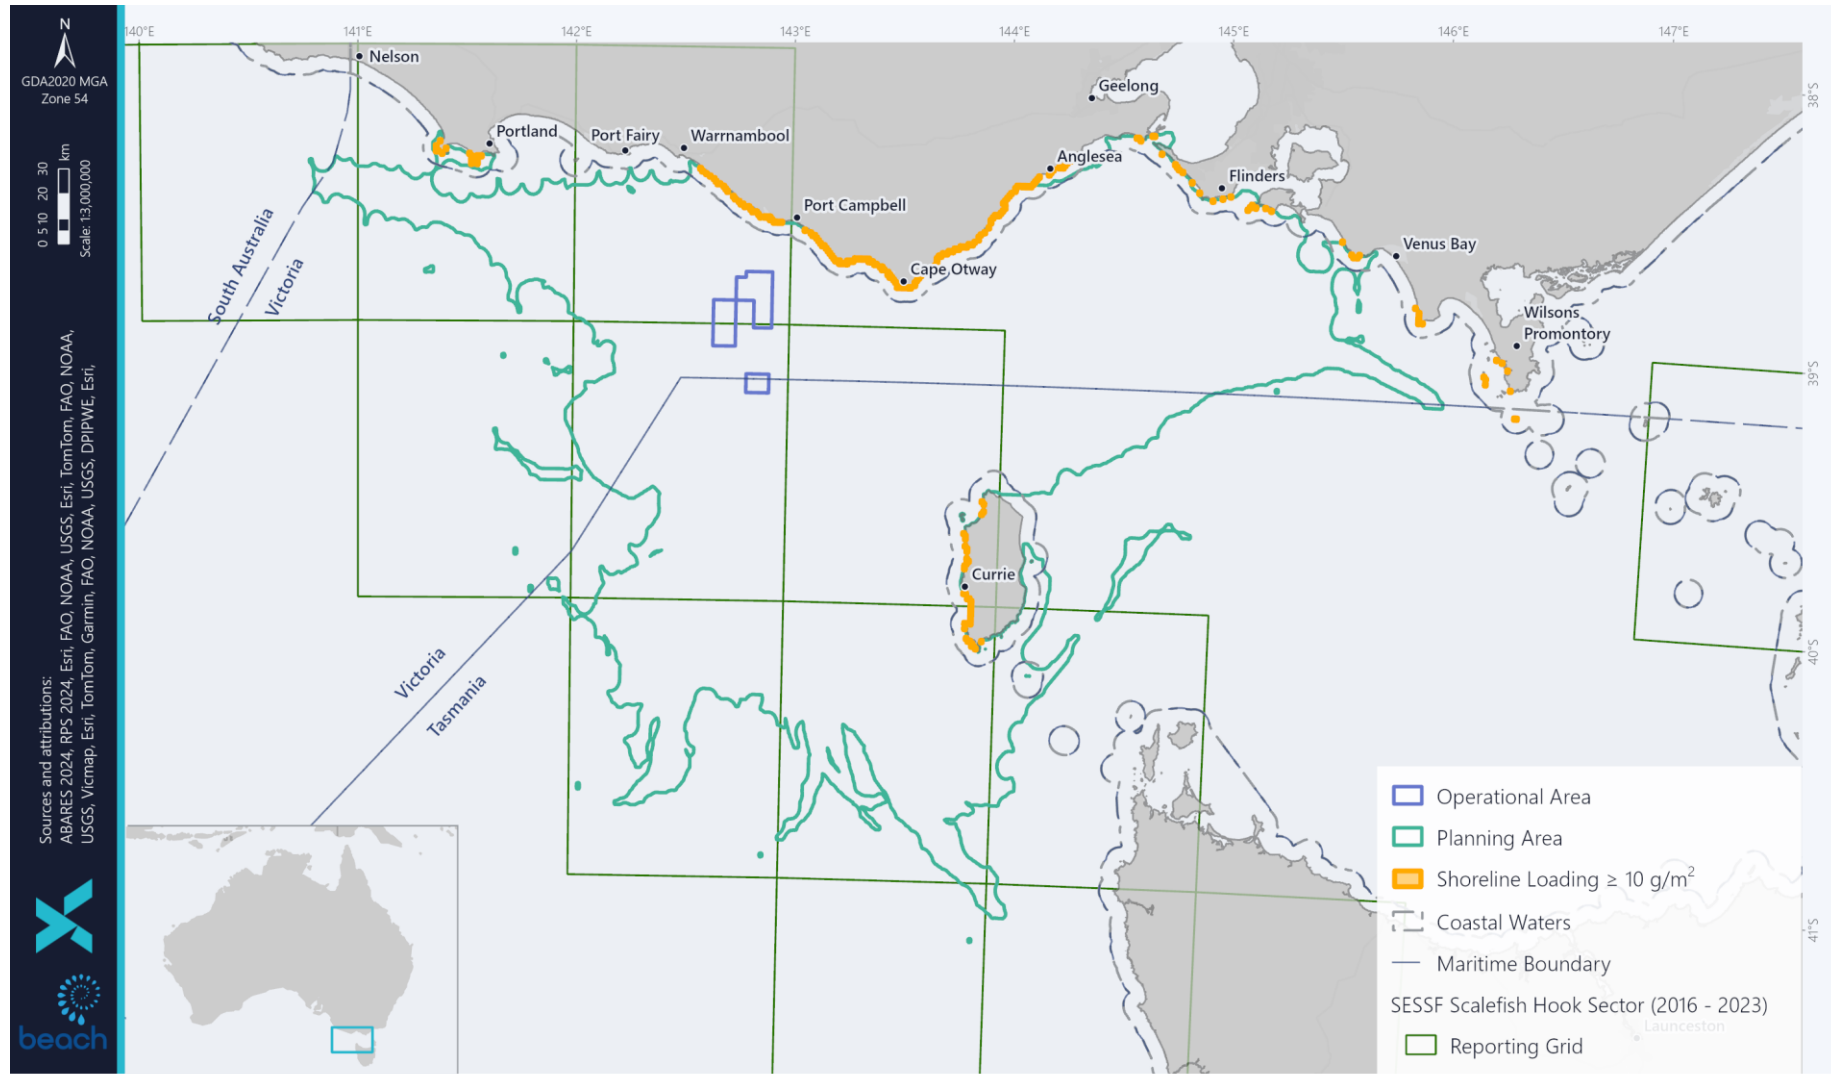 N
GDA2020 MGA
Zone 54
0 5 10 20 30 km
Scale: 1:3,000,000
Sources and attributions:
ABARES 2024, RPS 2024, Esri, FAO, NOAA, USGS, Esri, TomTom, FAO, NOAA,
USGS, Vicmap, Esri, TomTom, Garmin, FAO, NOAA, USGS, DPIPWE, Esri,
beach
140°E 141°E 142°E 143°E 144°E 145°E 146°E 147°E
38°S
39°S
40°S
41°S
Nelson
Portland
Port Fairy
Warrnambool
Geelong
Anglesea
Flinders
Port Campbell
Cape Otway
Venus Bay
Wilsons
Promontory
South Australia
Victoria
Currie
Victoria
Tasmania
Operational Area
Planning Area
Shoreline Loading ≥ 10 g/m²
Coastal Waters
Maritime Boundary
SESSF Scalefish Hook Sector (2016 - 2023)
Launceston
Reporting Grid